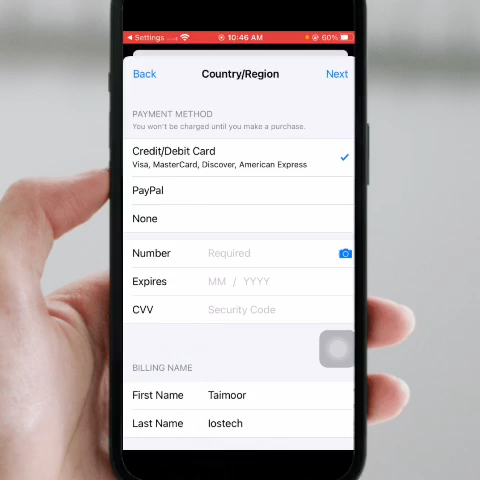 Settings
10:46 AM
60%
Back Country/Region Next
PAYMENT METHOD
You won't be charged until you make a purchase.
Credit/Debit Card
Visa, MasterCard, Discover, American Express
PayPal
None
Number Required
Expires MM / YYYY
CVV Security Code
BILLING NAME
First Name Taimoor
Last Name Iostech